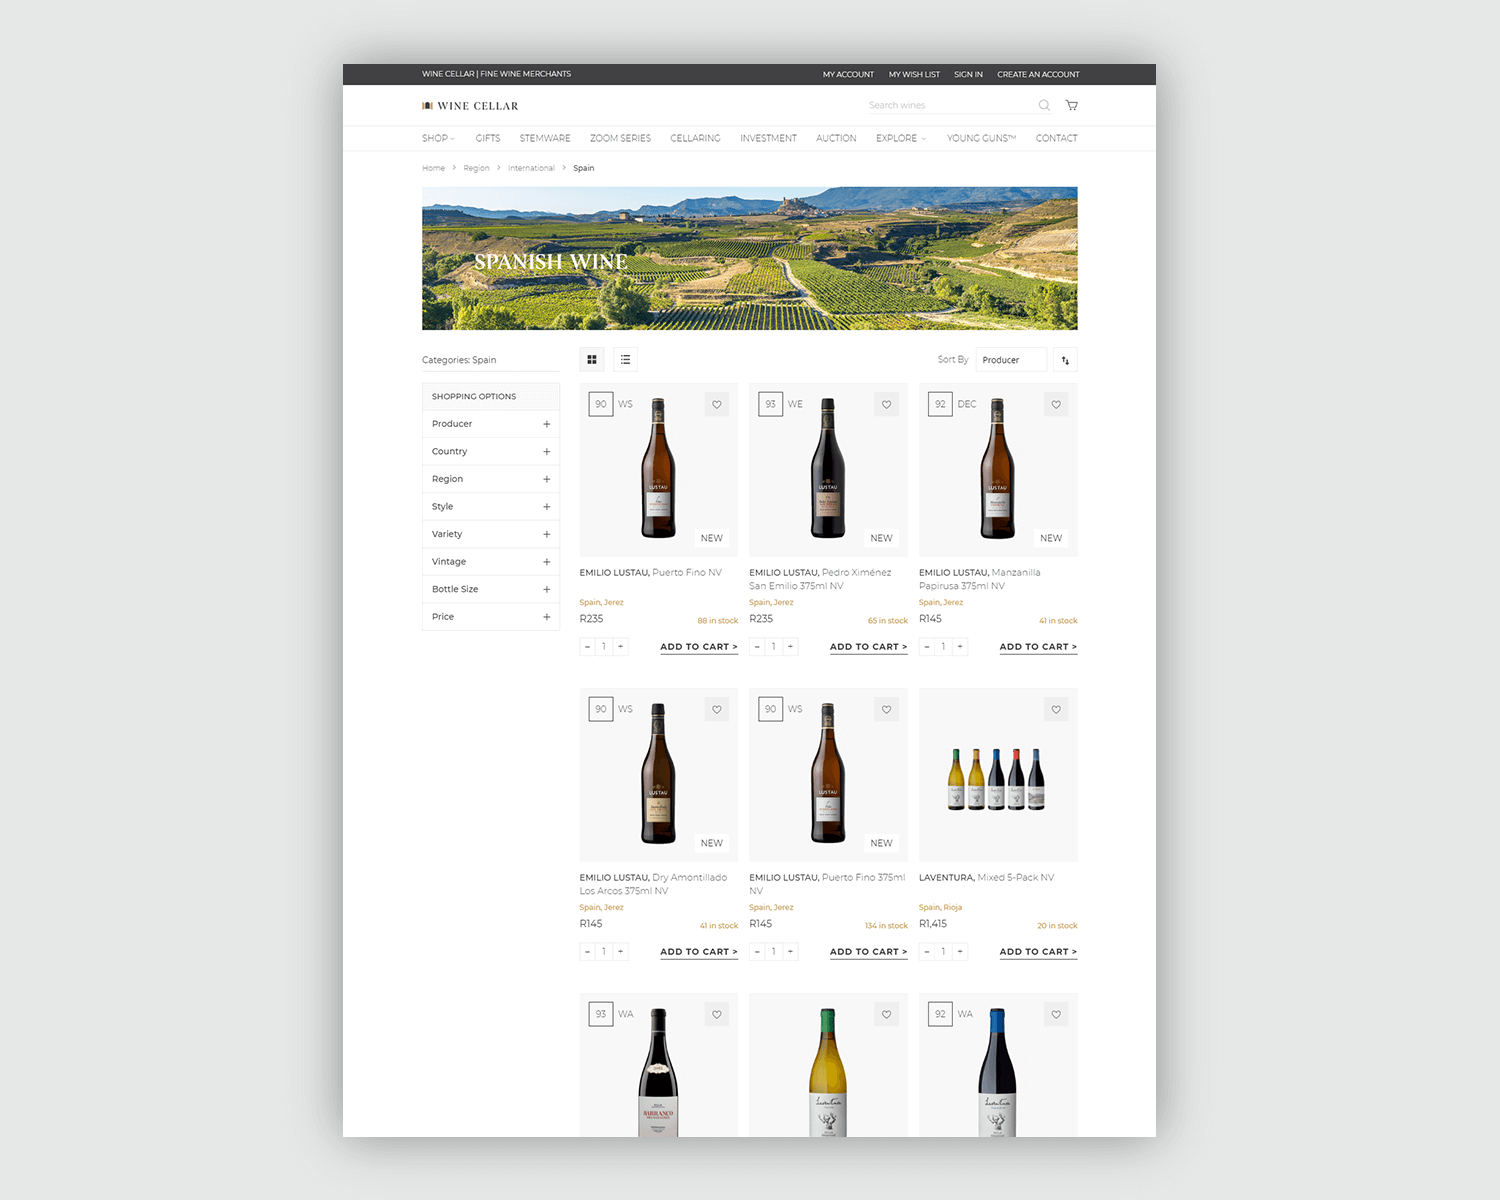 WINE CELLAR | FINE WINE MERCHANTS
MY ACCOUNT MY WISH LIST SIGN IN CREATE AN ACCOUNT
WINE CELLAR
Search wines
SHOP GIFTS STEMWARE ZOOM SERIES CELLARING INVESTMENT AUCTION EXPLORE YOUNG GUNS™ CONTACT
Home > Region > International > Spain
SPANISH WINE
Categories: Spain
Sort By Producer
SHOPPING OPTIONS
Producer +
Country +
Region +
Style +
Variety +
Vintage +
Bottle Size +
Price +
90 WS
LUSTAU
NEW
EMILIO LUSTAU, Puerto Fino NV
Spain, Jerez
R235
88 in stock
- 1 +
ADD TO CART >
93 WE
LUSTAU
NEW
EMILIO LUSTAU, Pedro Ximénez
San Emilio 375ml NV
Spain, Jerez
R235
65 in stock
- 1 +
ADD TO CART >
92 DEC
LUSTAU
NEW
EMILIO LUSTAU, Manzanilla
Papirusa 375ml NV
Spain, Jerez
R145
41 in stock
- 1 +
ADD TO CART >
90 WS
LUSTAU
NEW
EMILIO LUSTAU, Dry Amontillado
Los Arcos 375ml NV
Spain, Jerez
R145
41 in stock
- 1 +
ADD TO CART >
90 WS
LUSTAU
NEW
EMILIO LUSTAU, Puerto Fino 375ml
NV
Spain, Jerez
R145
134 in stock
- 1 +
ADD TO CART >
LAVENTURA, Mixed 5-Pack NV
Spain, Rioja
R1,415
20 in stock
- 1 +
ADD TO CART >
93 WA
BARRANCO
Laventura
92 WA
Laventura